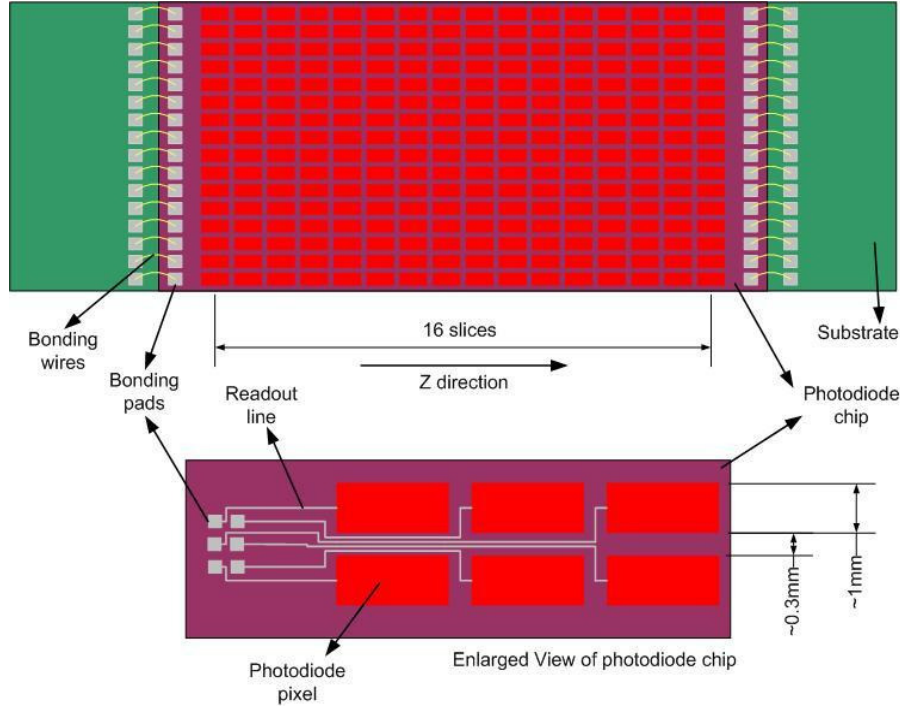 16 slices
Z direction
Bonding
wires
Bonding
pads
Substrate
Readout
line
Photodiode
chip
~0.3mm
~1mm
Photodiode
pixel
Enlarged View of photodiode chip